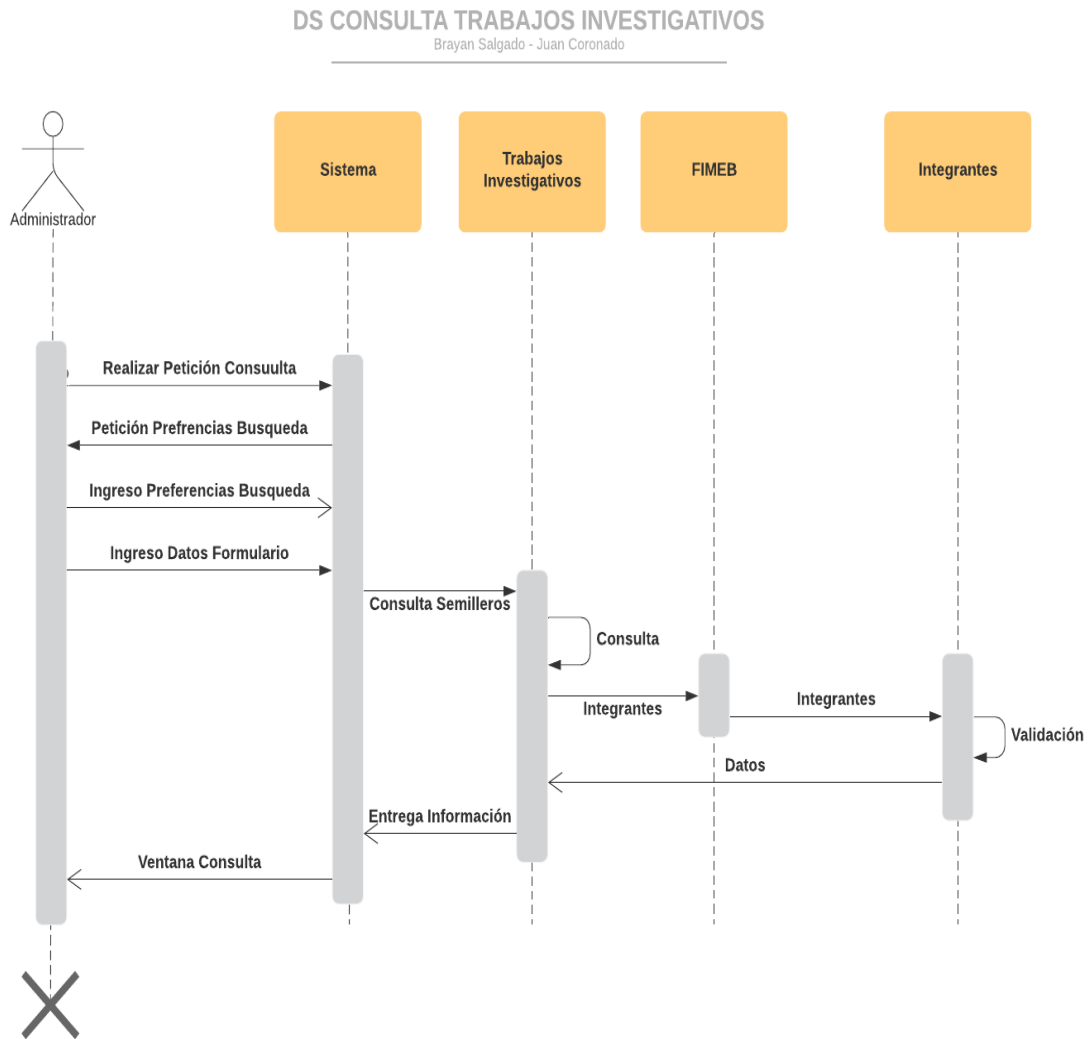 DS CONSULTA TRABAJOS INVESTIGATIVOS
Brayan Salgado - Juan Coronado
Administrador
Sistema
Trabajos
Investigativos
FIMEB
Integrantes
Realizar Petición Consuulta
Petición Prefrencias Busqueda
Ingreso Preferencias Busqueda
Ingreso Datos Formulario
Consulta Semilleros
Consulta
Integrantes
Integrantes
Validación
Datos
Entrega Información
Ventana Consulta